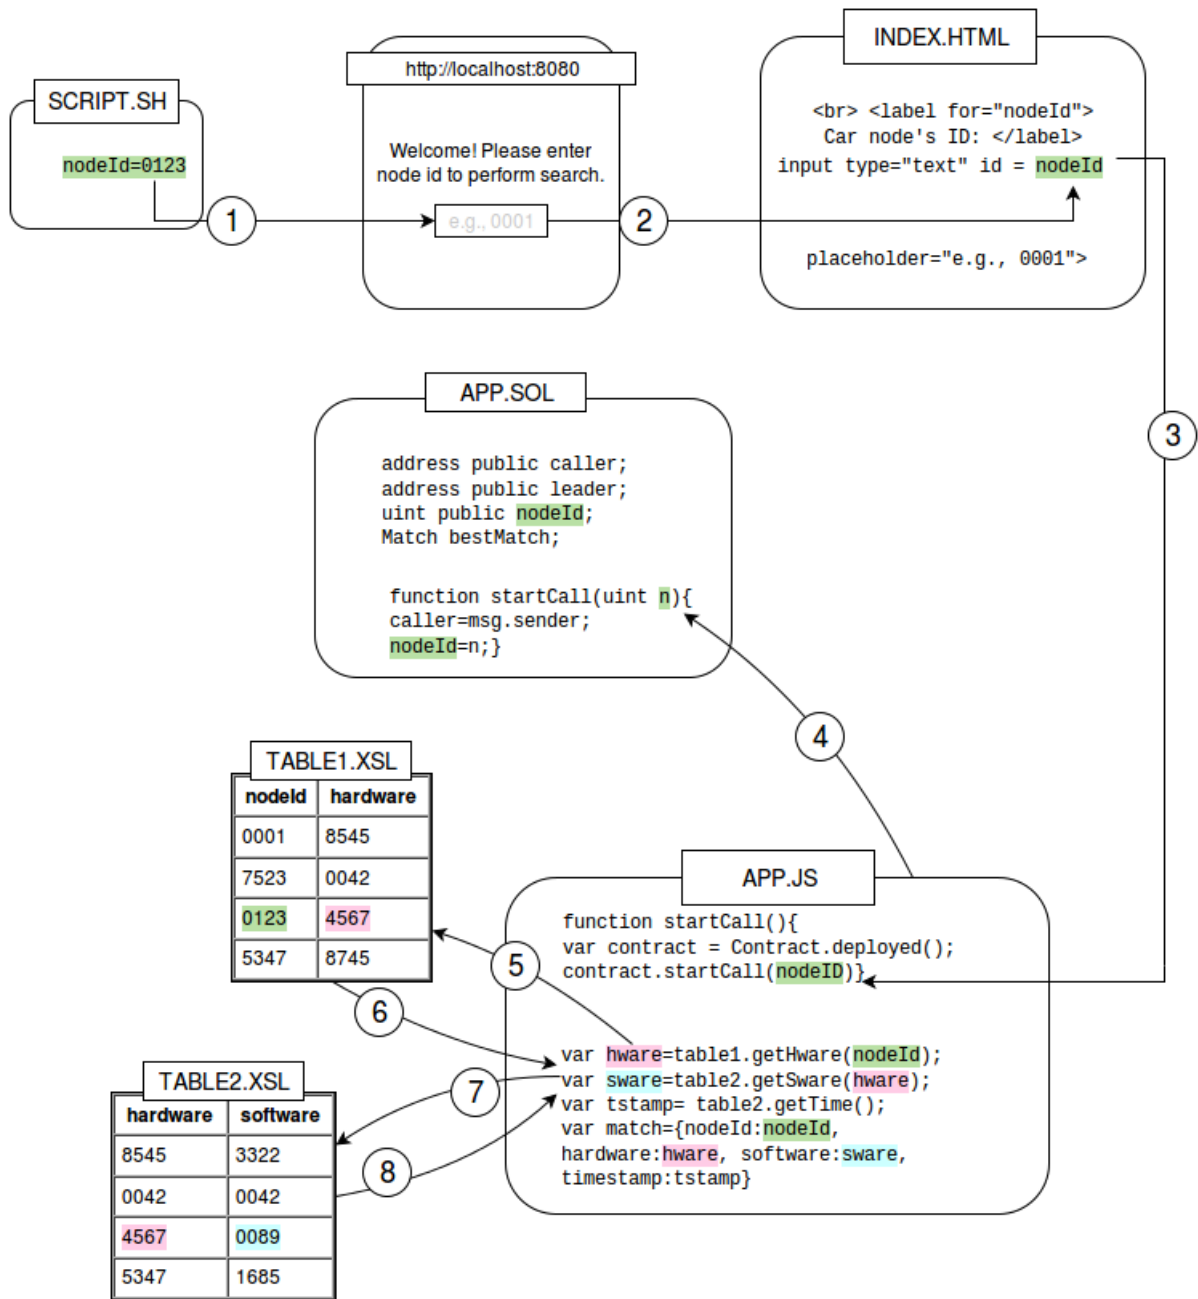 SCRIPT.SH
nodeId=0123
1
http://localhost:8080
Welcome! Please enter
node id to perform search.
e.g., 0001
2
INDEX.HTML
<br> <label for="nodeId">
Car node's ID: </label>
input type="text" id = nodeId
placeholder="e.g., 0001">
3
APP.SOL
address public caller;
address public leader;
uint public nodeId;
Match bestMatch;
function startCall(uint n){
caller=msg.sender;
nodeId=n;}
4
TABLE1.XSL
nodeId hardware
0001 8545
7523 0042
0123 4567
5347 8745
5
6
APP.JS
function startCall(){
var contract = Contract.deployed();
contract.startCall(nodeID)}
var hware=table1.getHware(nodeId);
var sware=table2.getSware(hware);
var tstamp= table2.getTime();
var match={nodeId:nodeId,
hardware:hware, software:sware,
timestamp:tstamp}
7
8
TABLE2.XSL
hardware software
8545 3322
0042 0042
4567 0089
5347 1685